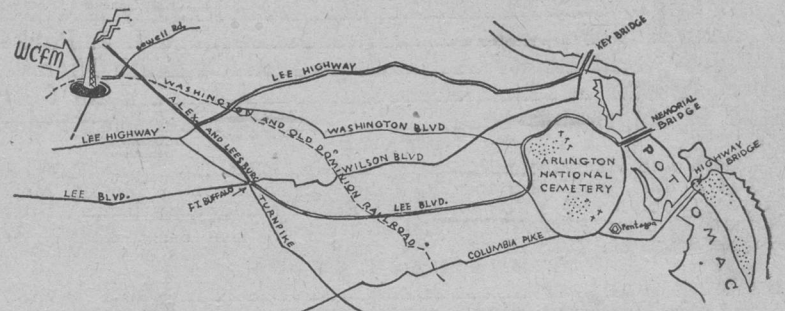 WCFM
Sewell Rd.
KEY BRIDGE
LEE HIGHWAY
WASHINGTON AND OLD DOMINION RAILROAD
ALEX. AND LEESBURG TURNPIKE
MEMORIAL
BRIDGE
LEE HIGHWAY
WASHINGTON BLVD
WILSON BLVD
ARLINGTON
NATIONAL
CEMETERY
HIGHWAY
BRIDGE
POTOMAC
LEE BLVD.
FT. BUFFALO
LEE BLVD.
Pentagon
COLUMBIA PIKE